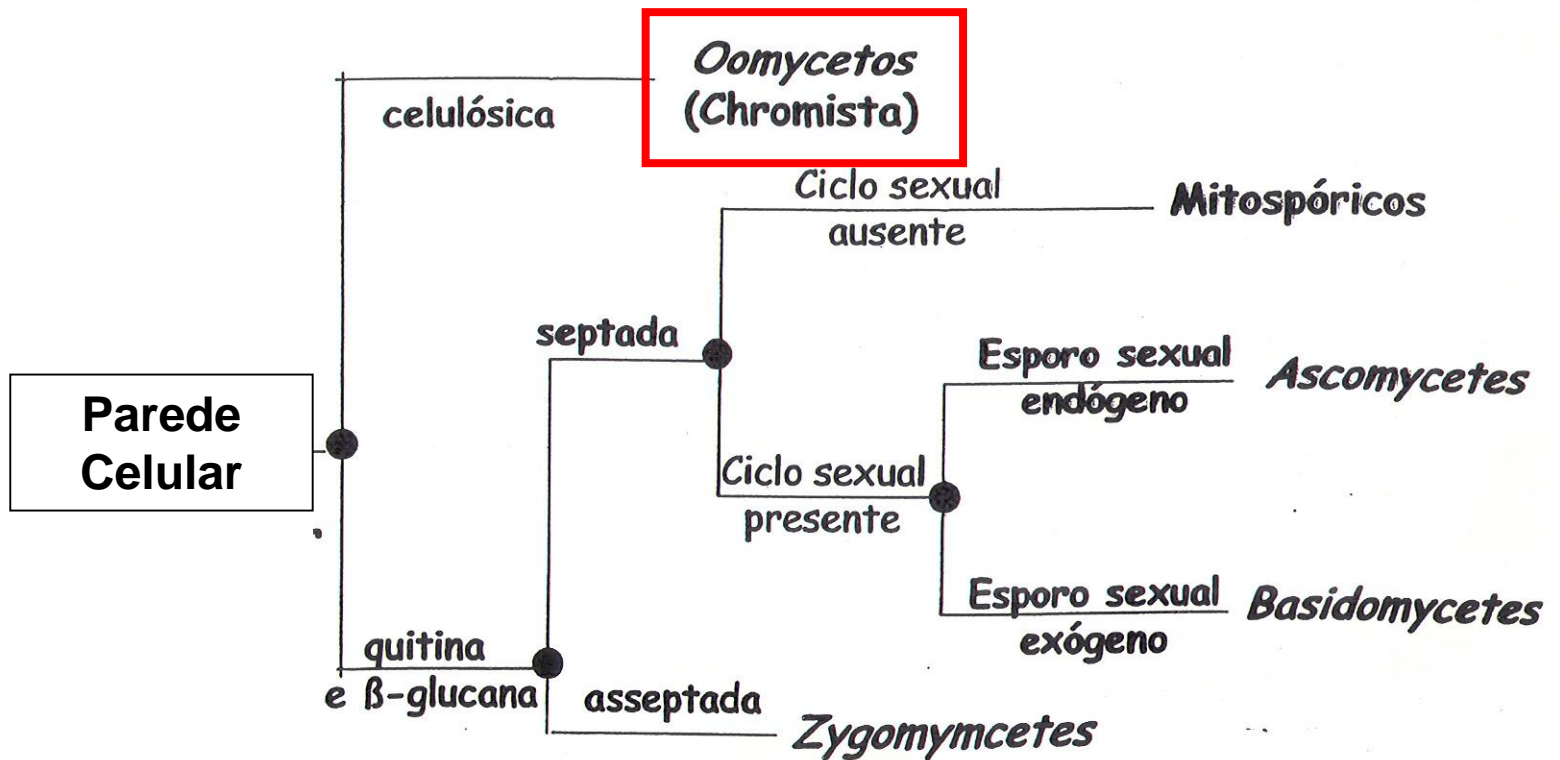 Oomycetos
(Chromista)
celulósica
Ciclo sexual
ausente
Mitospóricos
septada
Esporo sexual
endógeno
Ascomycetes
Parede
Celular
Ciclo sexual
presente
Esporo sexual
exógeno
Basidomycetes
quitina
e ß-glucana
asseptada
Zygomymcetes